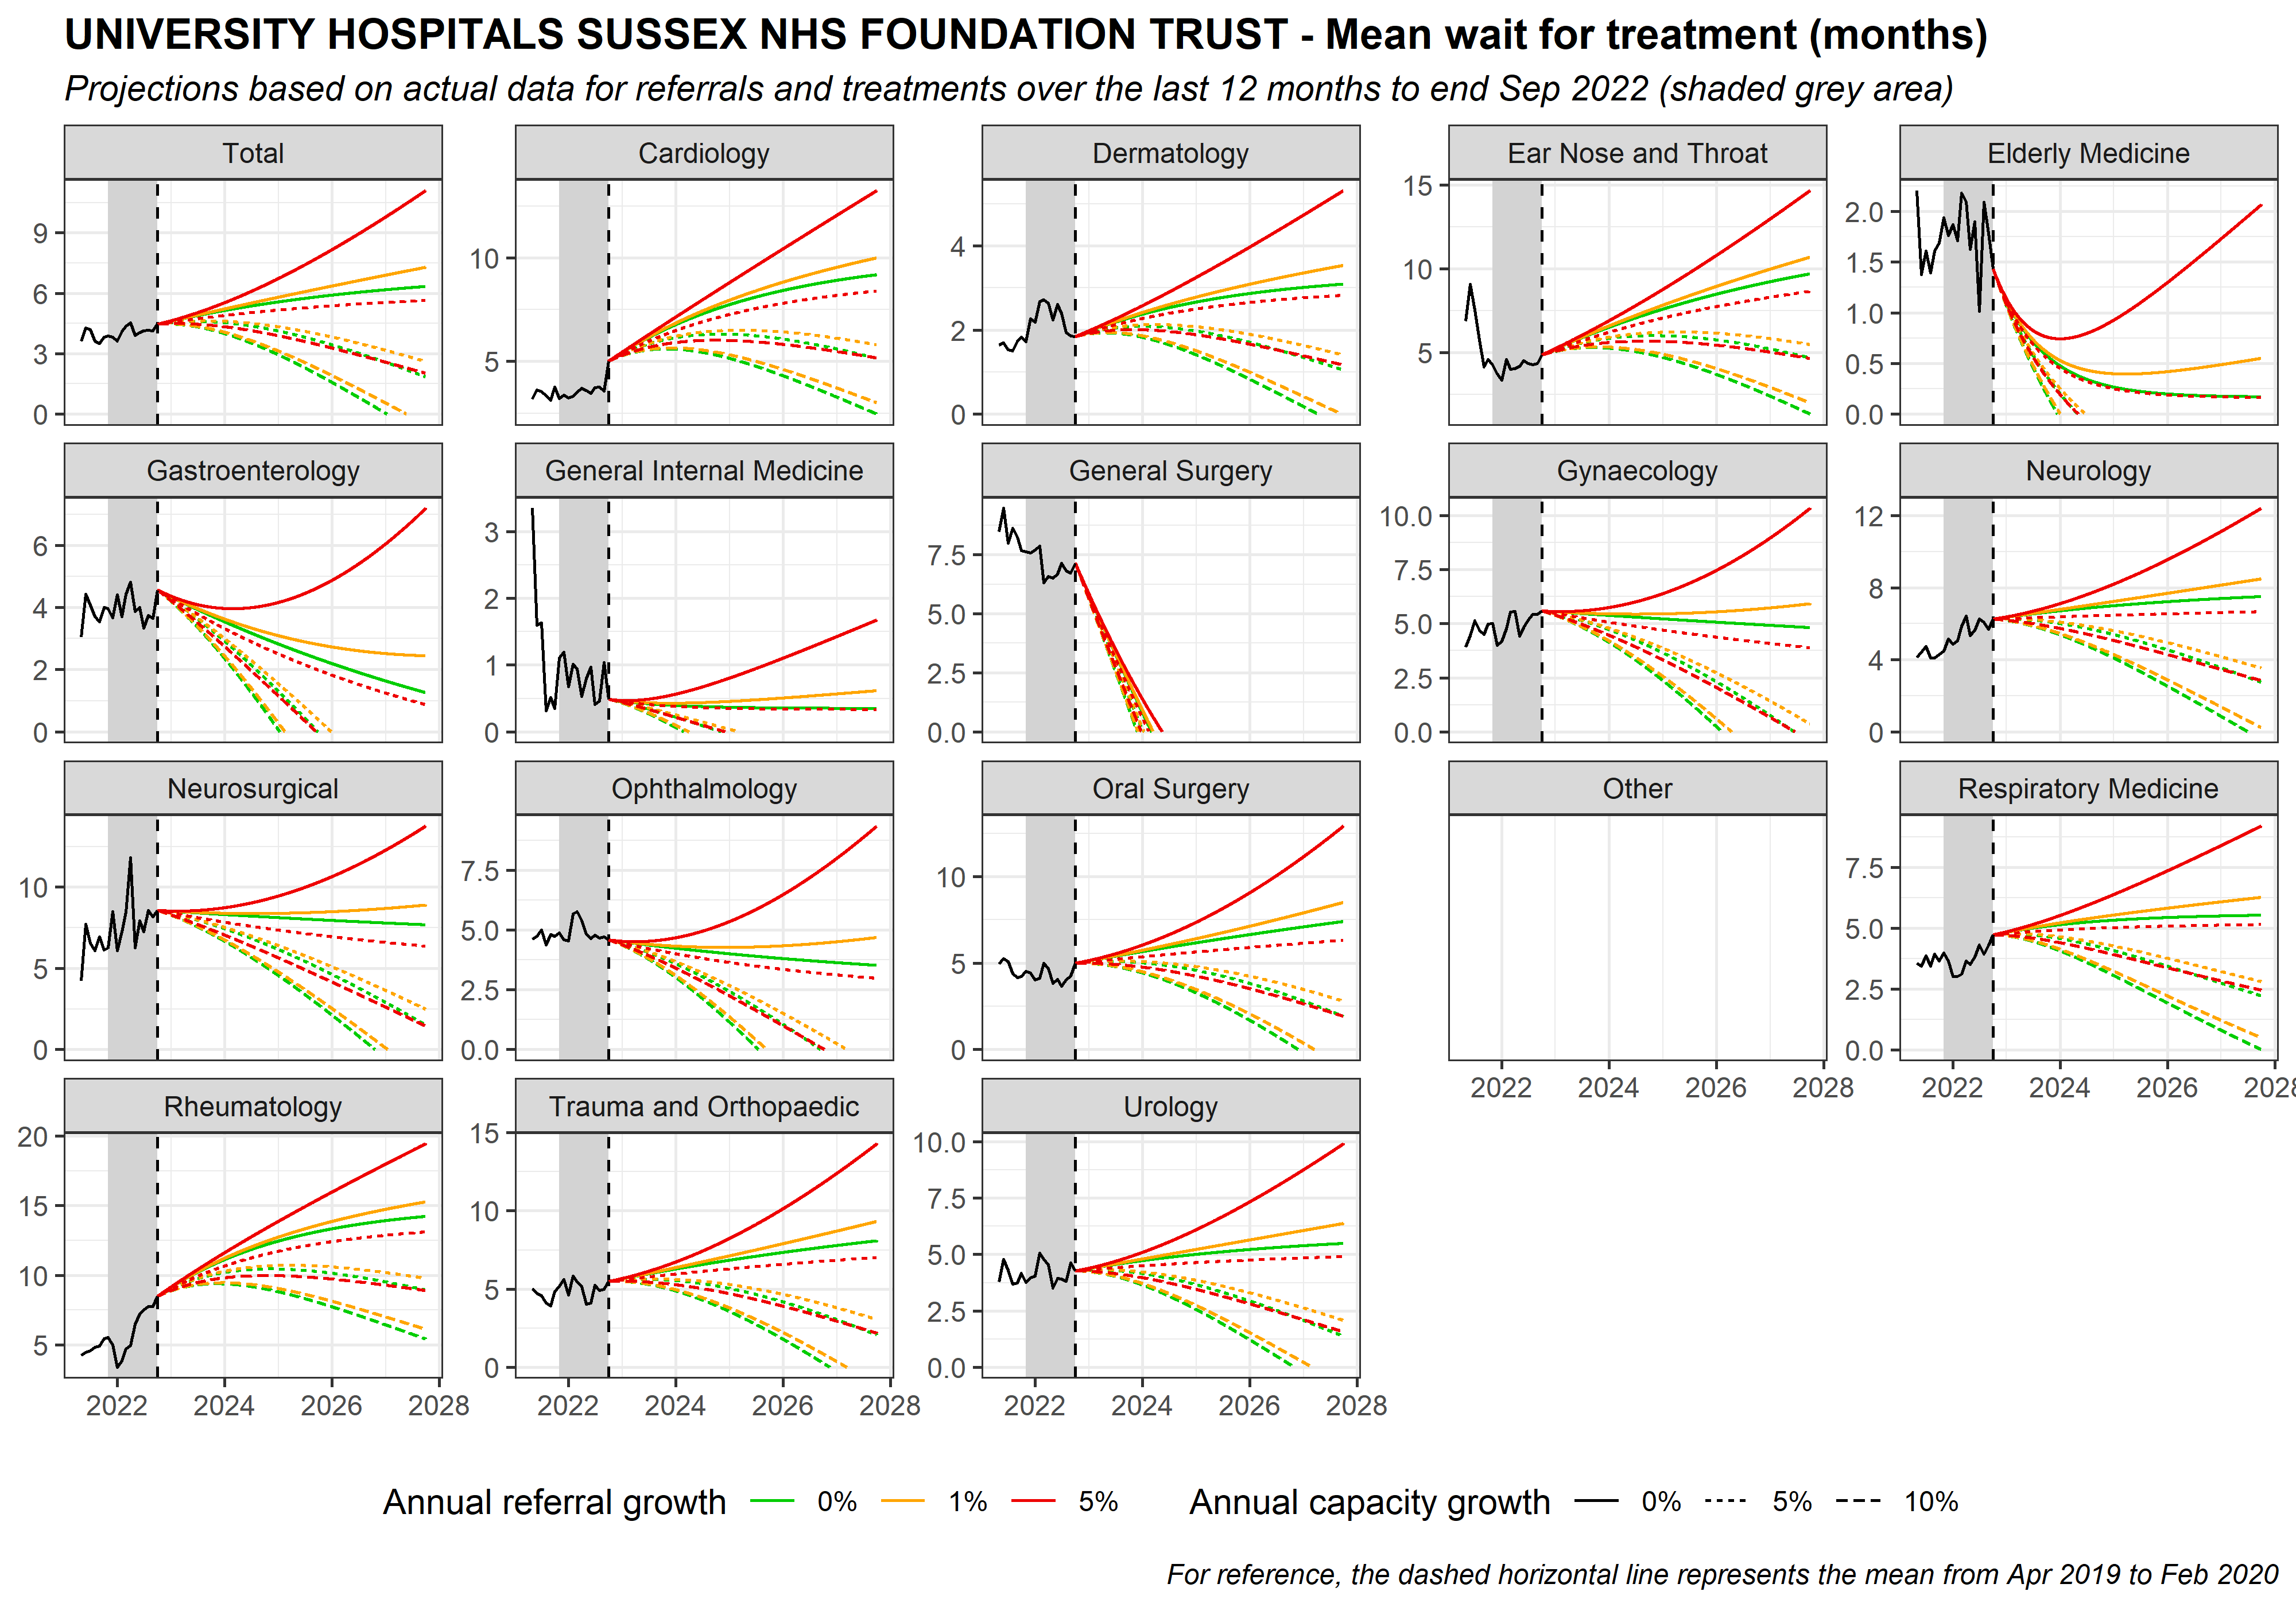 UNIVERSITY HOSPITALS SUSSEX NHS FOUNDATION TRUST - Mean wait for treatment (months)
Projections based on actual data for referrals and treatments over the last 12 months to end Sep 2022 (shaded grey area)
Total Cardiology Dermatology Ear Nose and Throat Elderly Medicine
9 6 3 0
10 5
4 2 0
15 10 5
2.0 1.5 1.0 0.5 0.0
Gastroenterology General Internal Medicine General Surgery Gynaecology Neurology
6 4 2 0
3 2 1 0
7.5 5.0 2.5 0.0
10.0 7.5 5.0 2.5 0.0
12 8 4 0
Neurosurgical Ophthalmology Oral Surgery Other Respiratory Medicine
10 5 0
7.5 5.0 2.5 0.0
10 5 0
7.5 5.0 2.5 0.0
2022 2024 2026 2028 2022 2024 2026 2028
Rheumatology Trauma and Orthopaedic Urology
20 15 10 5
15 10 5 0
10.0 7.5 5.0 2.5 0.0
2022 2024 2026 2028 2022 2024 2026 2028 2022 2024 2026 2028
Annual referral growth 0% 1% 5% Annual capacity growth 0% 5% 10%
For reference, the dashed horizontal line represents the mean from Apr 2019 to Feb 2020